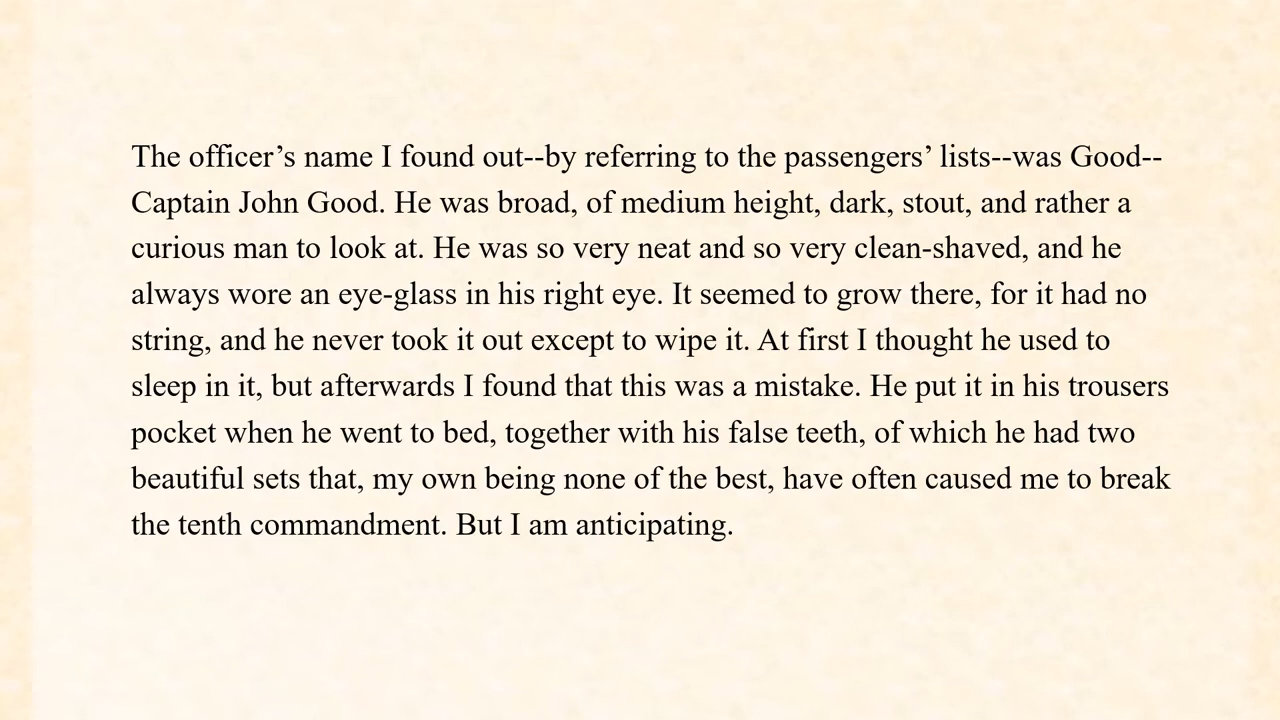 The officer’s name I found out--by referring to the passengers’ lists--was Good--
Captain John Good. He was broad, of medium height, dark, stout, and rather a
curious man to look at. He was so very neat and so very clean-shaved, and he
always wore an eye-glass in his right eye. It seemed to grow there, for it had no
string, and he never took it out except to wipe it. At first I thought he used to
sleep in it, but afterwards I found that this was a mistake. He put it in his trousers
pocket when he went to bed, together with his false teeth, of which he had two
beautiful sets that, my own being none of the best, have often caused me to break
the tenth commandment. But I am anticipating.